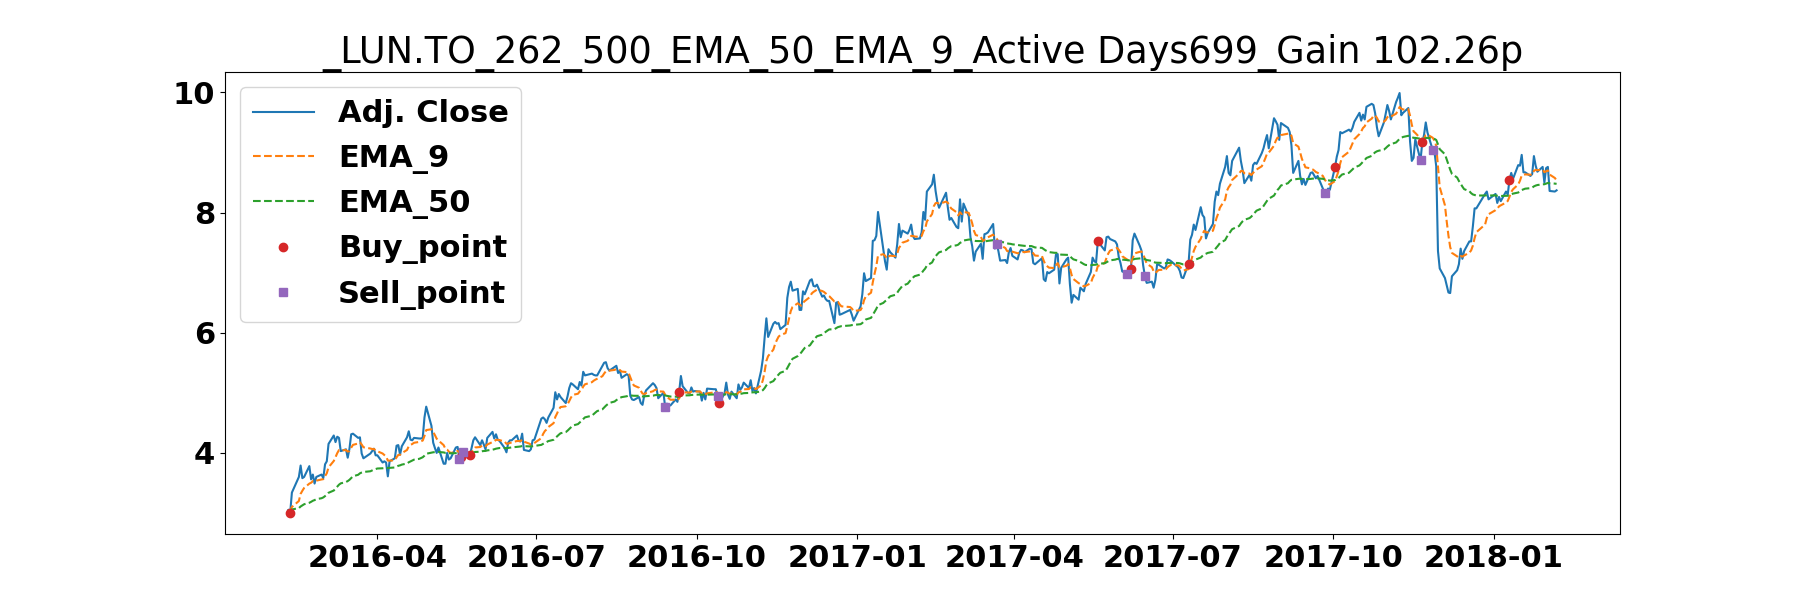 _LUN.TO_262_500_EMA_50_EMA_9_Active Days699_Gain 102.26p
10
8
6
4
Adj. Close
EMA_9
EMA_50
Buy_point
Sell_point
2016-04 2016-07 2016-10 2017-01 2017-04 2017-07 2017-10 2018-01